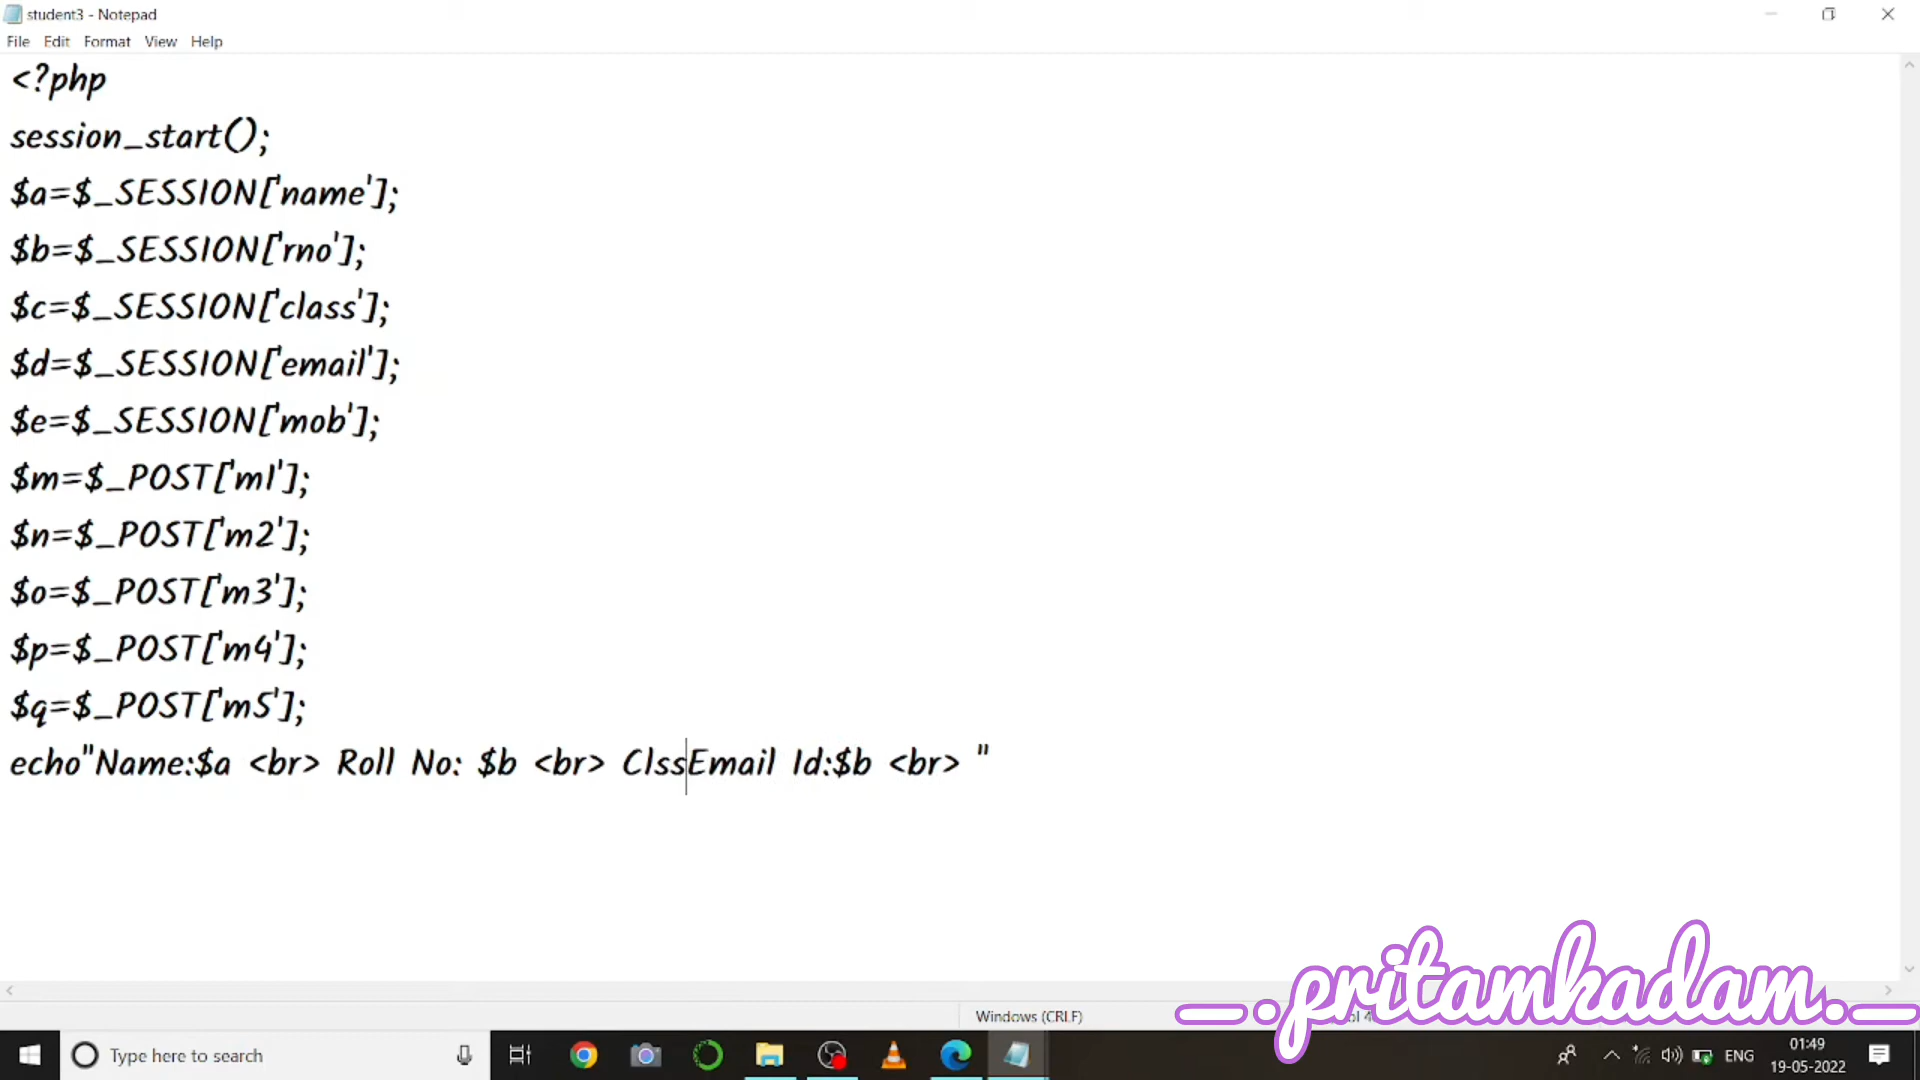 student3 - Notepad
File Edit Format View Help
<?php
session_start();
$a=$_SESSION['name'];
$b=$_SESSION['rno'];
$c=$_SESSION['class'];
$d=$_SESSION['email'];
$e=$_SESSION['mob'];
$m=$_POST['m1'];
$n=$_POST['m2'];
$o=$_POST['m3'];
$p=$_POST['m4'];
$q=$_POST['m5'];
echo"Name:$a <br> Roll No: $b <br> ClssEmail Id:$b <br> "
Windows (CRLF)
_.pritamkadam._
Type here to search
ENG
01:49
19-05-2022